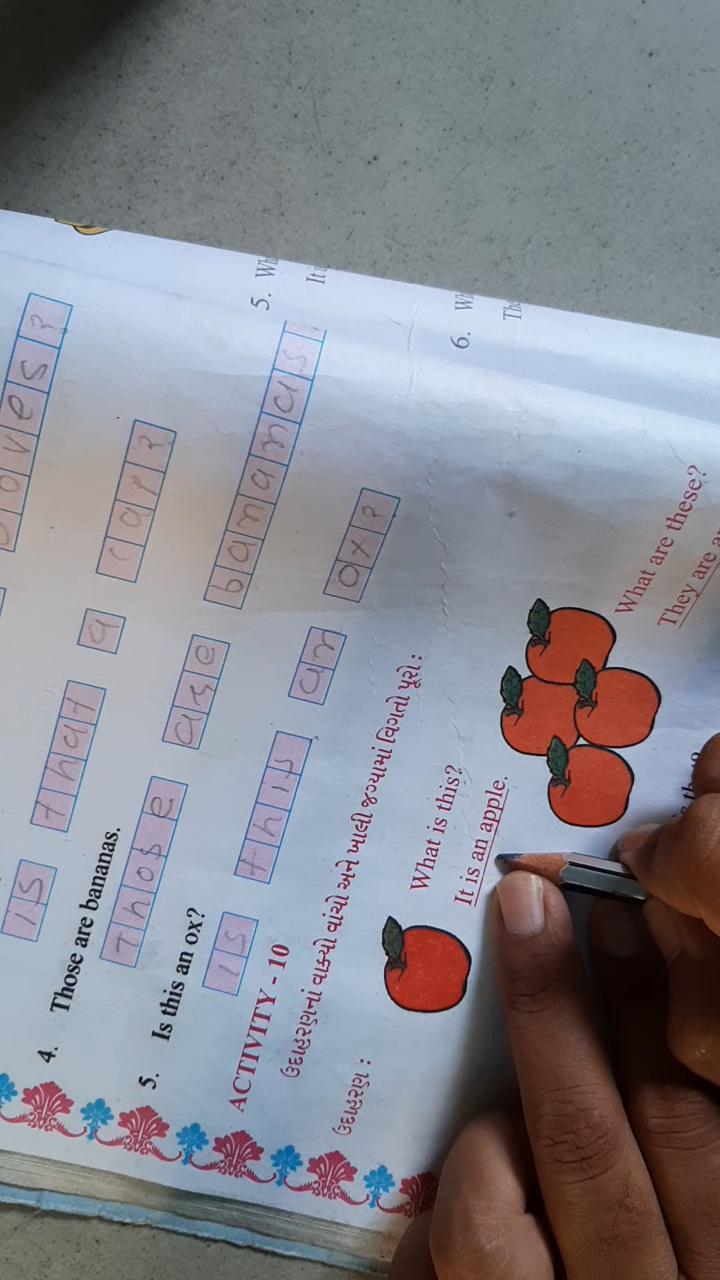 is that a car?
4. Those are bananas.
Those are bananas
5. Is this an ox?
is this an ox?
ACTIVITY - 10
ઉદાહરણનાં વાક્યો વાંચો અને ખાલી જગ્યામાં વિગતો પૂરો :
ઉદાહરણ :
What is this?
It is an apple.
What are these?
They are
5.
6.